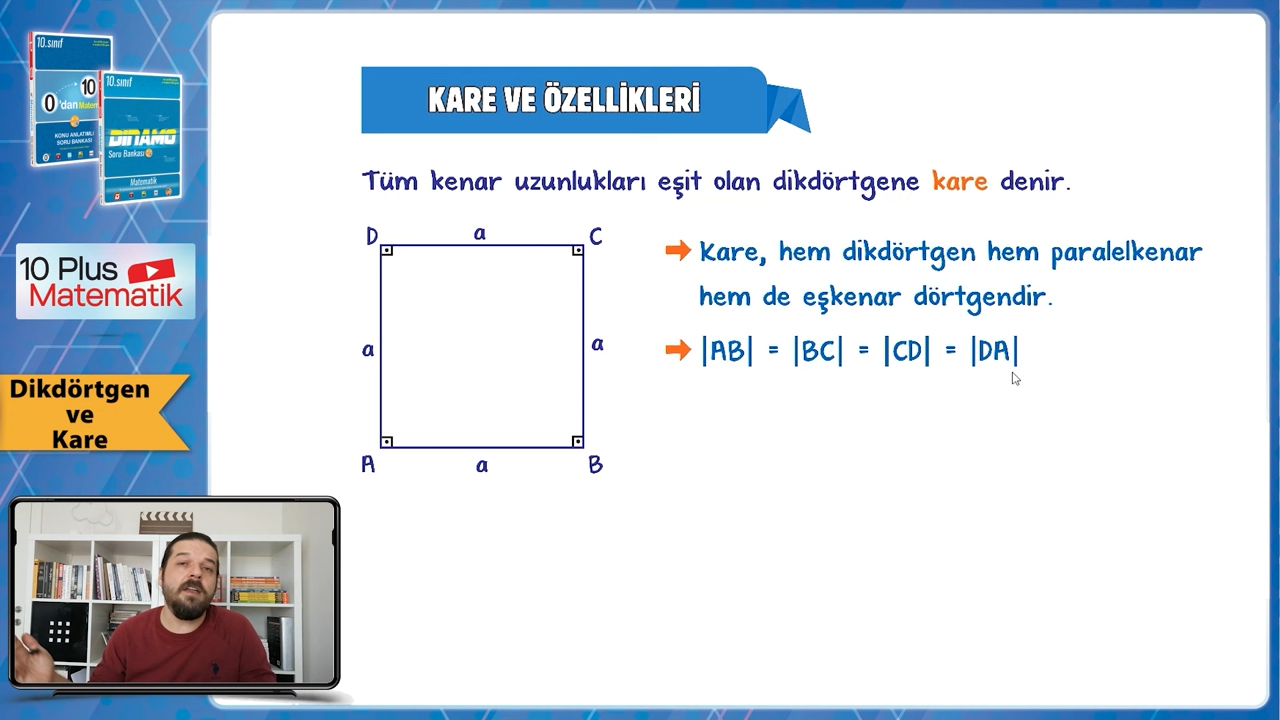 10.sınıf
0'dan 10
KONU ANLATIMLI
SORU BANKASI
10.sınıf
DİNAMO
Soru Bankası
Matematik
10 Plus
Matematik
Dikdörtgen
ve
Kare
KARE VE ÖZELLİKLERİ
Tüm kenar uzunlukları eşit olan dikdörtgene kare denir.
D a C
a a
A a B
Kare, hem dikdörtgen hem paralelkenar
hem de eşkenar dörtgendir.
|AB| = |BC| = |CD| = |DA|